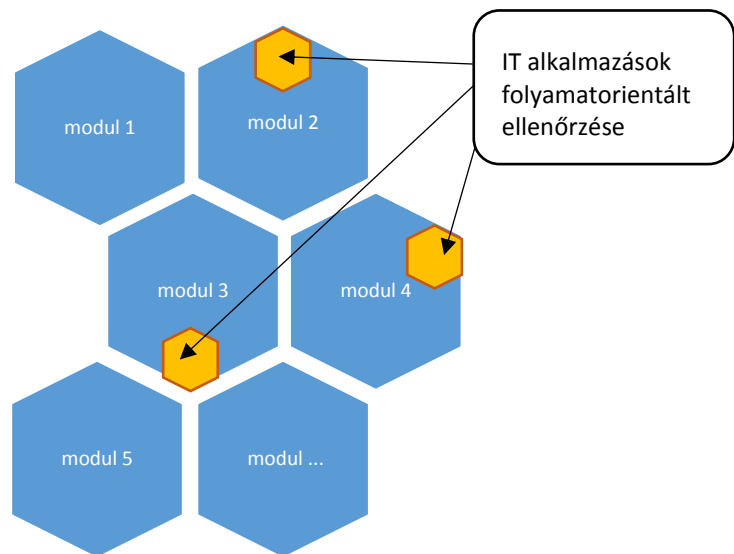 modul 1
modul 2
IT alkalmazások
folyamatorientált
ellenőrzése
modul 3
modul 4
modul 5
modul ...